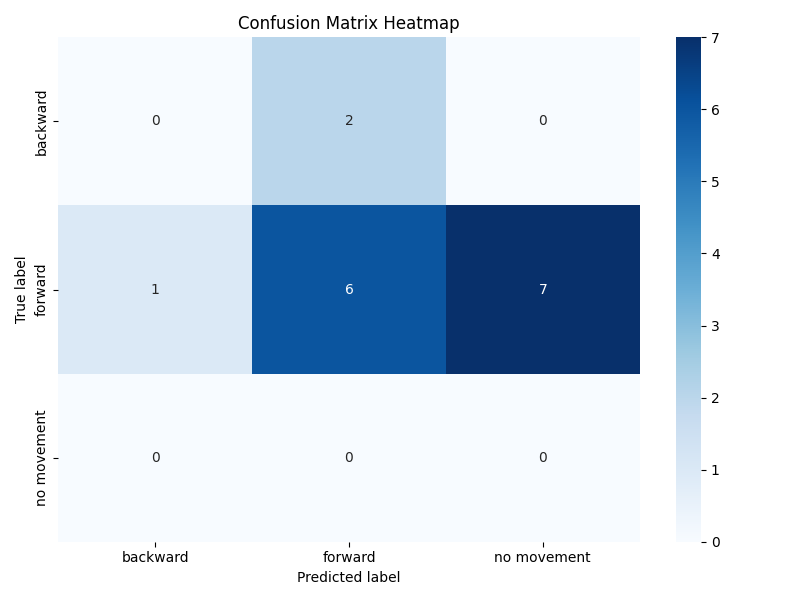 Confusion Matrix Heatmap
True label
backward
0 2 0
forward
1 6 7
no movement
0 0 0
backward forward no movement
Predicted label
7
6
5
4
3
2
1
0